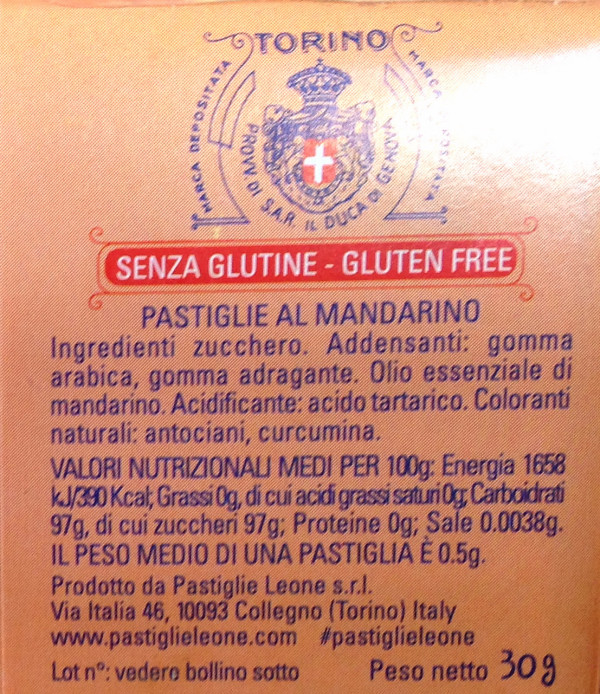 TORINO
MARCA DEPOSITATA
MARCA DEPOSITATA
PROVV. DI S.A.R. IL DUCA DI GENOVA
SENZA GLUTINE - GLUTEN FREE
PASTIGLIE AL MANDARINO
Ingredienti zucchero. Addensanti: gomma
arabica, gomma adragante. Olio essenziale di
mandarino. Acidificante: acido tartarico. Coloranti
naturali: antociani, curcumina.
VALORI NUTRIZIONALI MEDI PER 100g: Energia 1658
kJ/390 Kcal; Grassi 0g, di cui acidi grassi saturi 0g; Carboidrati
97g, di cui zuccheri 97g; Proteine 0g; Sale 0.0038g.
IL PESO MEDIO DI UNA PASTIGLIA È 0.5g.
Prodotto da Pastiglie Leone s.r.l.
Via Italia 46, 10093 Collegno (Torino) Italy
www.pastiglieleone.com #pastiglieleone
Lot n°: vedere bollino sotto Peso netto 30g